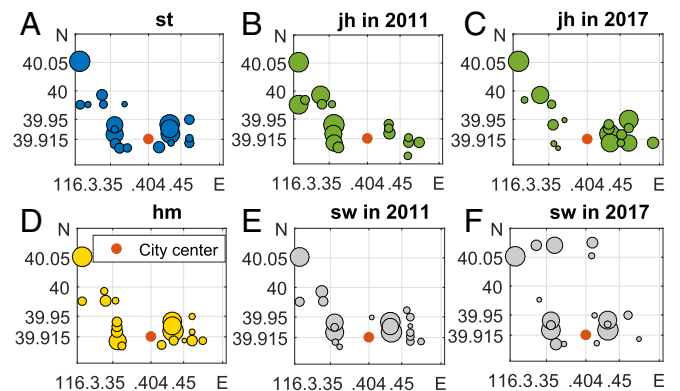 A st B jh in 2011 C jh in 2017
N N N
40.05 40.05 40.05
40 40 40
39.95 39.95 39.95
39.915 39.915 39.915
116.3.35 .404.45 E 116.3.35 .404.45 E 116.3.35 .404.45 E
D hm E sw in 2011 F sw in 2017
N N N
City center
40.05 40.05 40.05
39.95 39.95 39.95
39.915 39.915 39.915
116.3.35 .404.45 E 116.3.35 .404.45 E 116.3.35 .404.45 E